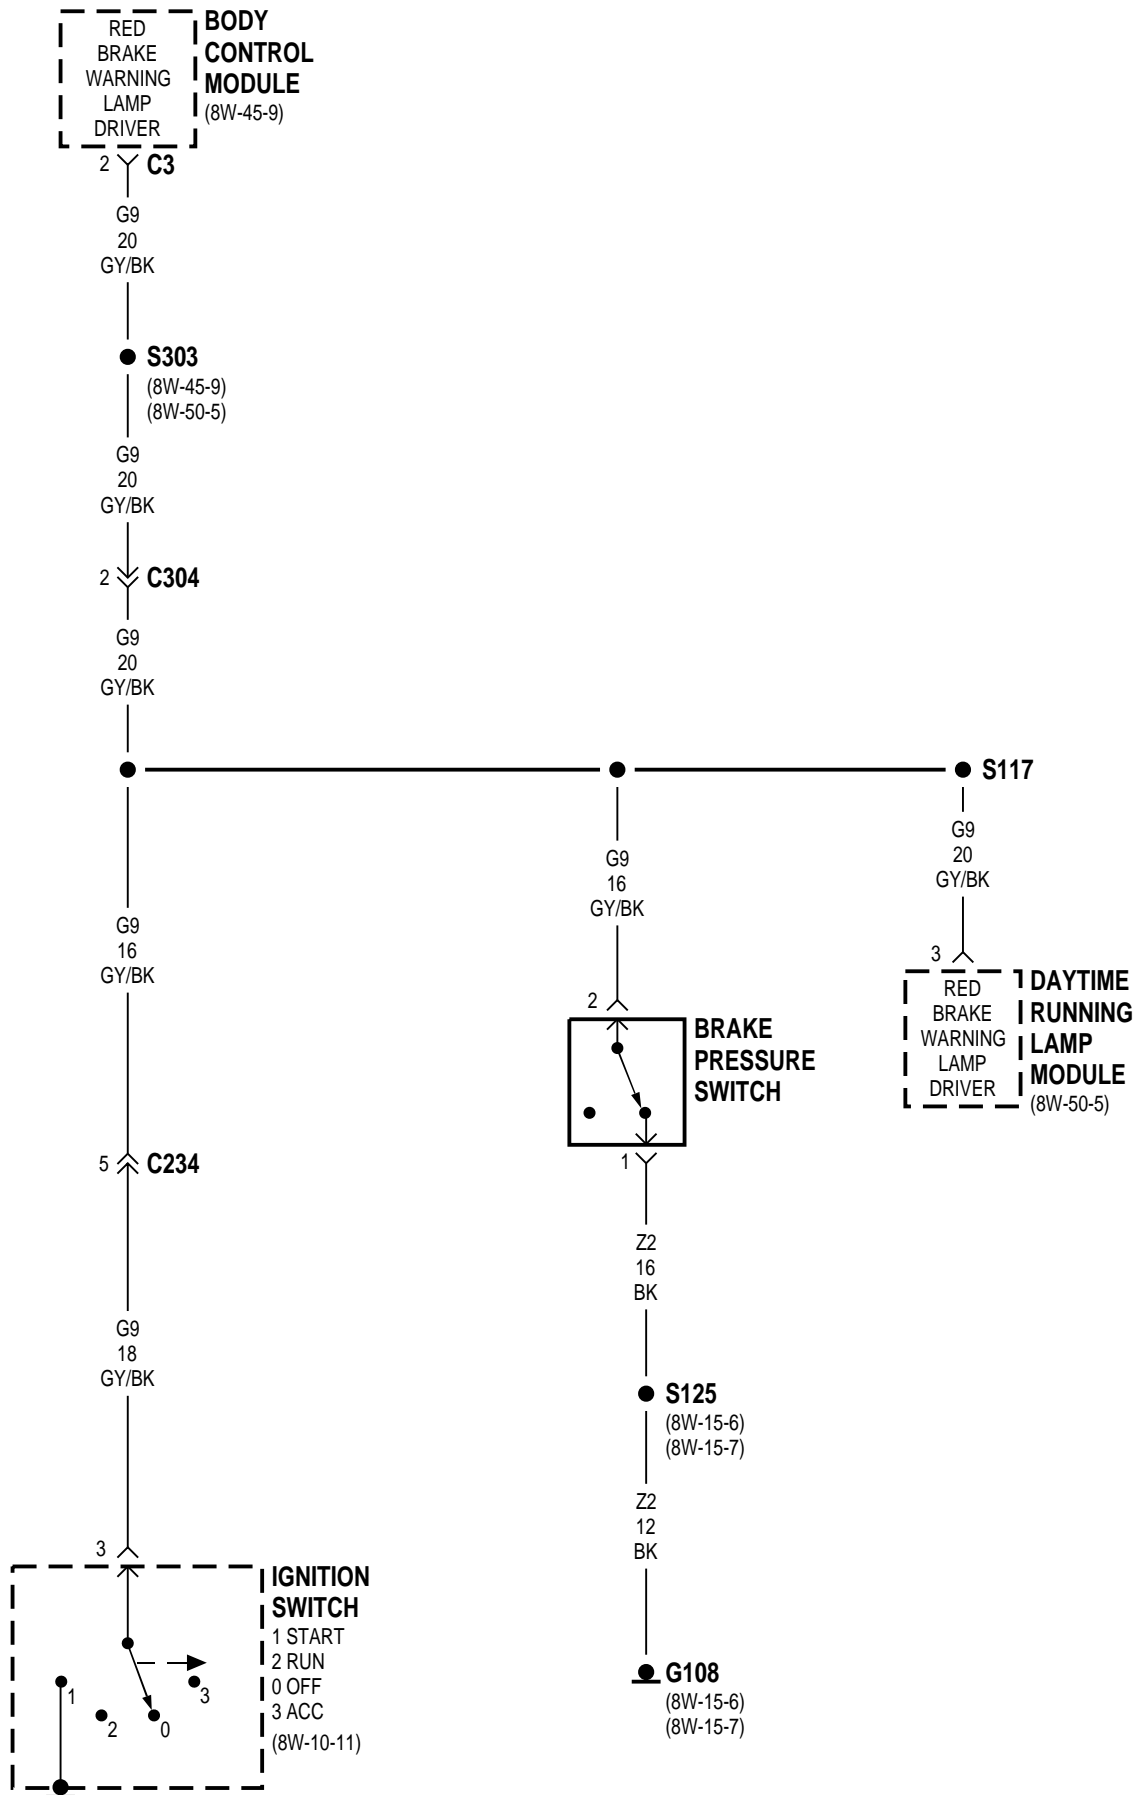 RED
BRAKE
WARNING
LAMP
DRIVER
BODY
CONTROL
MODULE
(8W-45-9)
2
C3
G9
20
GY/BK
S303
(8W-45-9)
(8W-50-5)
G9
20
GY/BK
2
C304
G9
20
GY/BK
S117
G9
16
GY/BK
5
C234
G9
18
GY/BK
3
IGNITION
SWITCH
1 START
2 RUN
0 OFF
3 ACC
(8W-10-11)
1
2
0
3
G9
16
GY/BK
2
BRAKE
PRESSURE
SWITCH
1
Z2
16
BK
S125
(8W-15-6)
(8W-15-7)
Z2
12
BK
G108
(8W-15-6)
(8W-15-7)
G9
20
GY/BK
3
RED
BRAKE
WARNING
LAMP
DRIVER
DAYTIME
RUNNING
LAMP
MODULE
(8W-50-5)